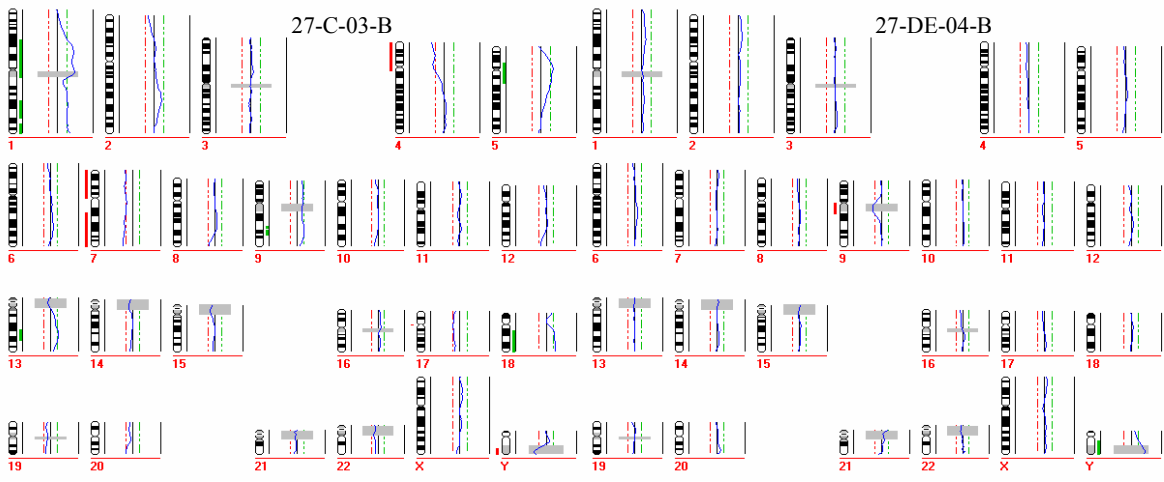 27-C-03-B 27-DE-04-B
1 2 3 4 5 1 2 3 4 5
6 7 8 9 10 11 12 6 7 8 9 10 11 12
13 14 15 16 17 18 13 14 15 16 17 18
19 20 21 22 X Y 19 20 21 22 X Y